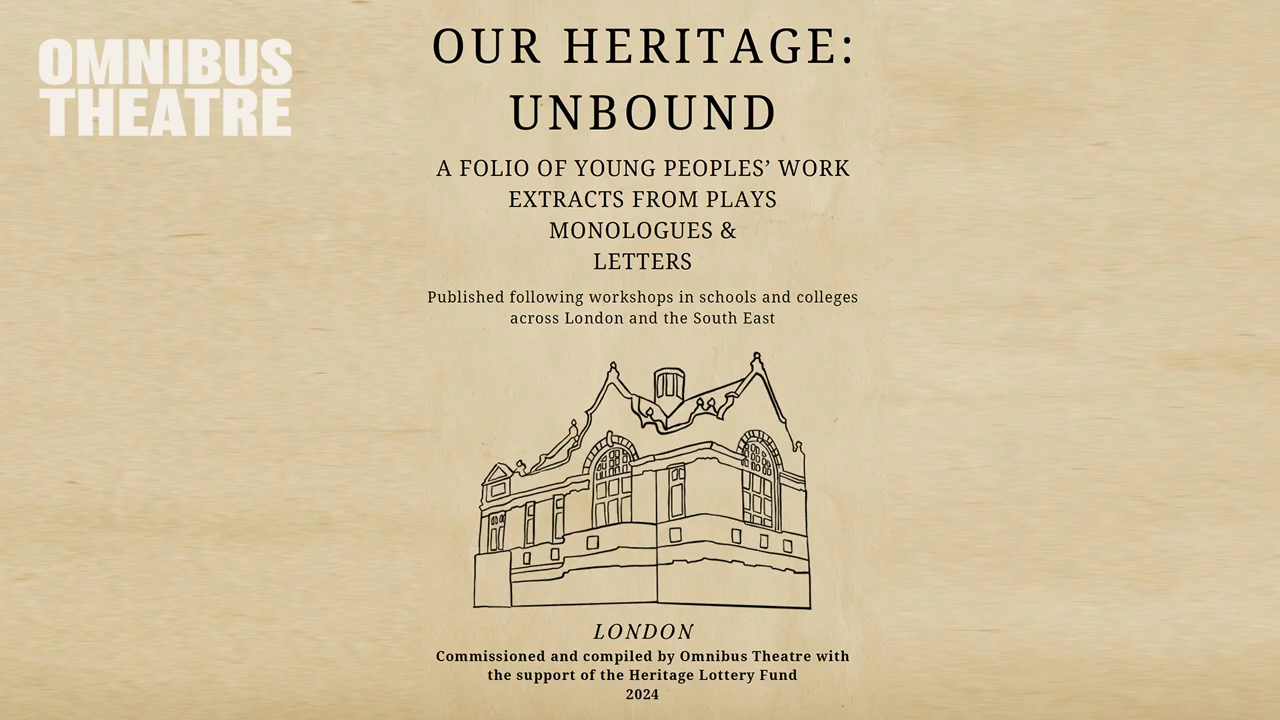 OMNIBUS
THEATRE
OUR HERITAGE:
UNBOUND
A FOLIO OF YOUNG PEOPLES’ WORK
EXTRACTS FROM PLAYS
MONOLOGUES &
LETTERS
Published following workshops in schools and colleges
across London and the South East
LONDON
Commissioned and compiled by Omnibus Theatre with
the support of the Heritage Lottery Fund
2024